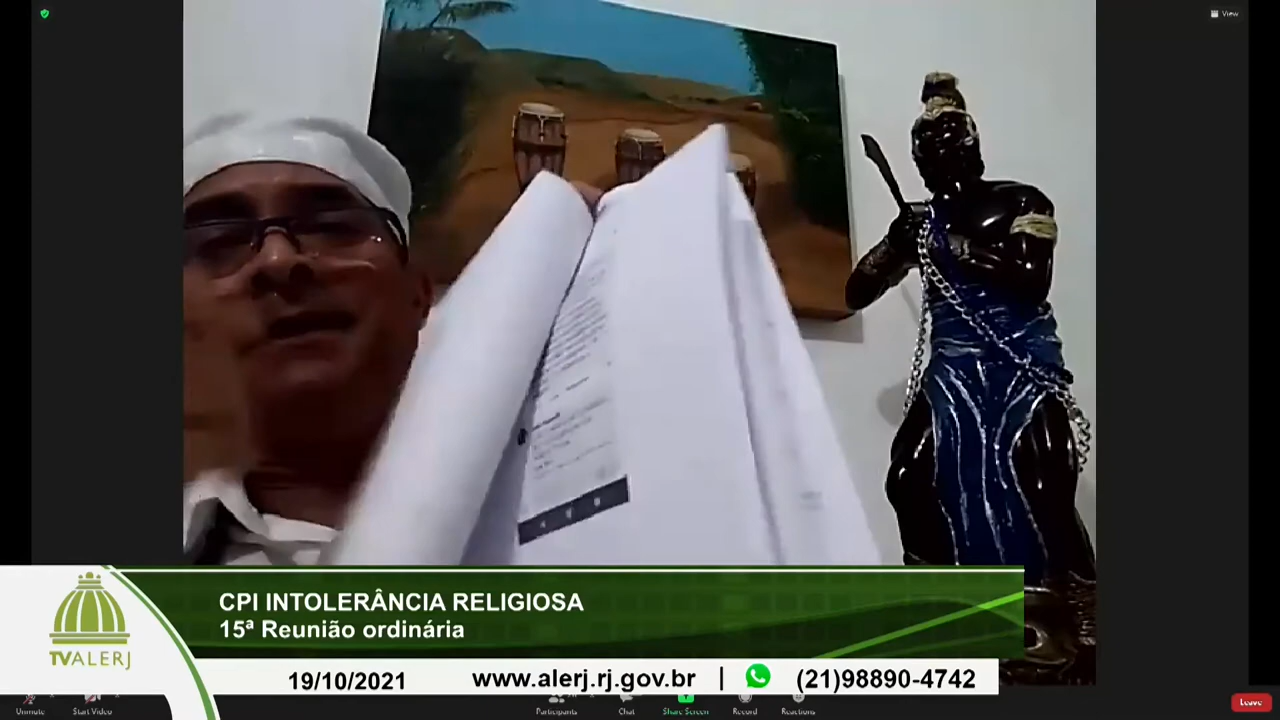 View
CPI INTOLERÂNCIA RELIGIOSA
15ª Reunião ordinária
TVALERJ
19/10/2021
www.alerj.rj.gov.br | (21)98890-4742
Unmute
Start Video
Participants
Chat
Share Screen
Record
Reactions
Leave